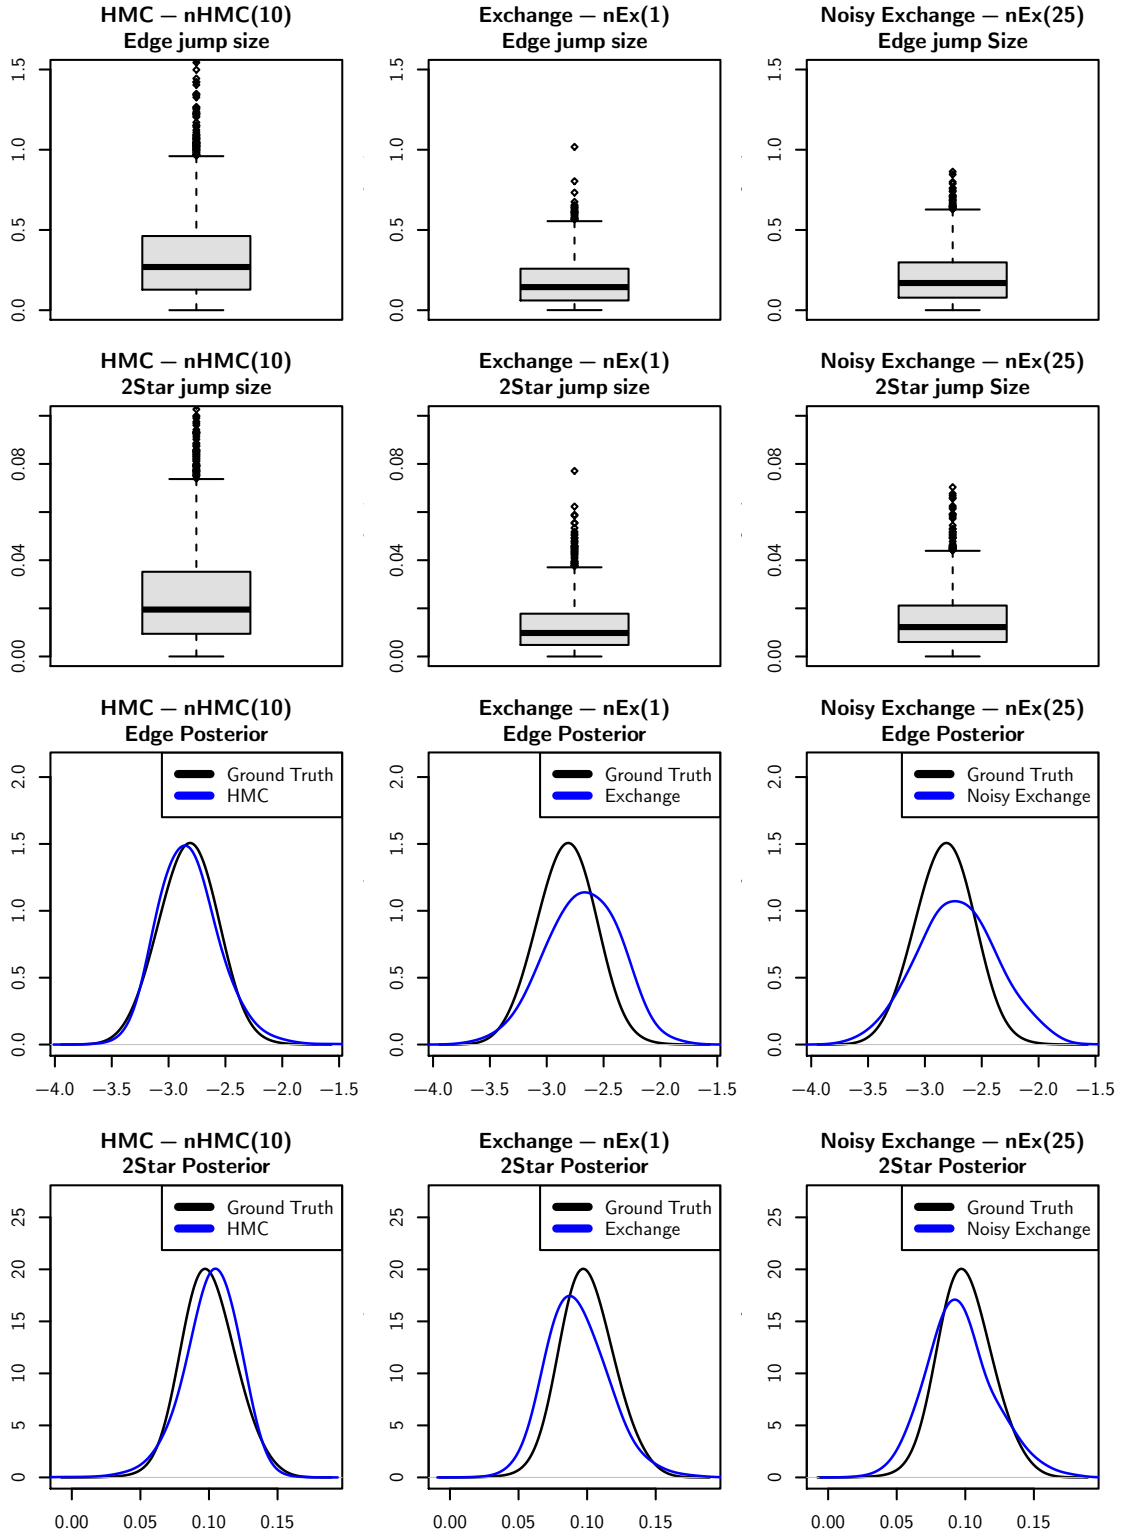 HMC – nHMC(10)
Edge jump size
0.0 0.5 1.0 1.5
Exchange – nEx(1)
Edge jump size
0.0 0.5 1.0 1.5
Noisy Exchange – nEx(25)
Edge jump Size
0.0 0.5 1.0 1.5
HMC – nHMC(10)
2Star jump size
0.00 0.04 0.08
Exchange – nEx(1)
2Star jump size
0.00 0.04 0.08
Noisy Exchange – nEx(25)
2Star jump Size
0.00 0.04 0.08
HMC – nHMC(10)
Edge Posterior
Ground Truth
HMC
0.0 0.5 1.0 1.5 2.0
−4.0 −3.5 −3.0 −2.5 −2.0 −1.5
Exchange – nEx(1)
Edge Posterior
Ground Truth
Exchange
0.0 0.5 1.0 1.5 2.0
−4.0 −3.5 −3.0 −2.5 −2.0 −1.5
Noisy Exchange – nEx(25)
Edge Posterior
Ground Truth
Noisy Exchange
0.0 0.5 1.0 1.5 2.0
−4.0 −3.5 −3.0 −2.5 −2.0 −1.5
HMC – nHMC(10)
2Star Posterior
Ground Truth
HMC
0 5 10 15 20 25
0.00 0.05 0.10 0.15
Exchange – nEx(1)
2Star Posterior
Ground Truth
Exchange
0 5 10 15 20 25
0.00 0.05 0.10 0.15
Noisy Exchange – nEx(25)
2Star Posterior
Ground Truth
Noisy Exchange
0 5 10 15 20 25
0.00 0.05 0.10 0.15